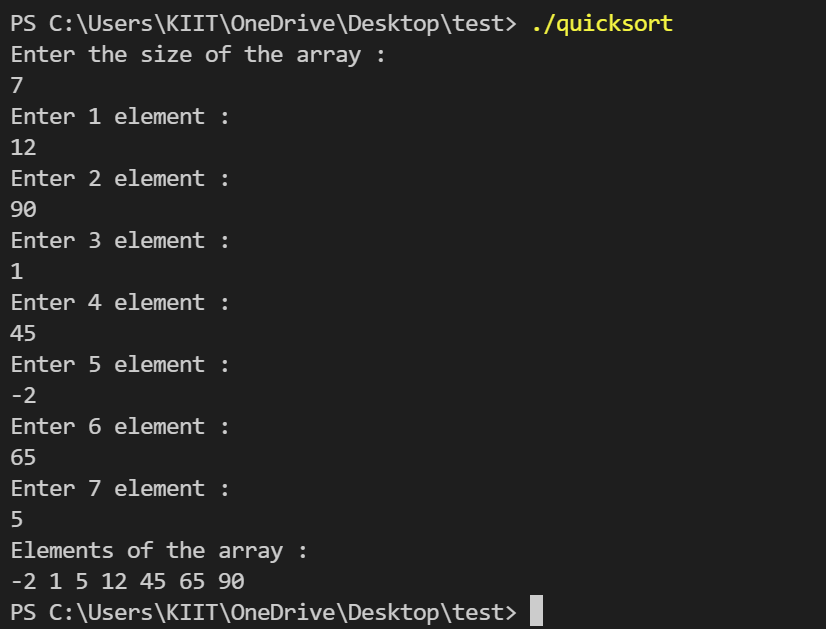 PS C:\Users\KIIT\OneDrive\Desktop\test> ./quicksort
Enter the size of the array :
7
Enter 1 element :
12
Enter 2 element :
90
Enter 3 element :
1
Enter 4 element :
45
Enter 5 element :
-2
Enter 6 element :
65
Enter 7 element :
5
Elements of the array :
-2 1 5 12 45 65 90
PS C:\Users\KIIT\OneDrive\Desktop\test>